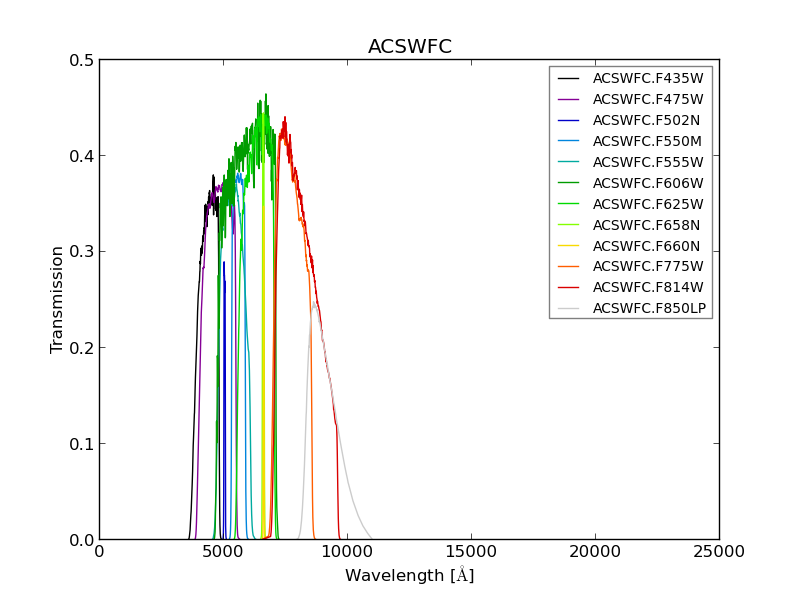 ACSWFC
0.5
0.4
0.3
0.2
0.1
0.0
Transmission
0
5000
10000
15000
20000
25000
Wavelength [Å]
ACSWFC.F435W
ACSWFC.F475W
ACSWFC.F502N
ACSWFC.F550M
ACSWFC.F555W
ACSWFC.F606W
ACSWFC.F625W
ACSWFC.F658N
ACSWFC.F660N
ACSWFC.F775W
ACSWFC.F814W
ACSWFC.F850LP